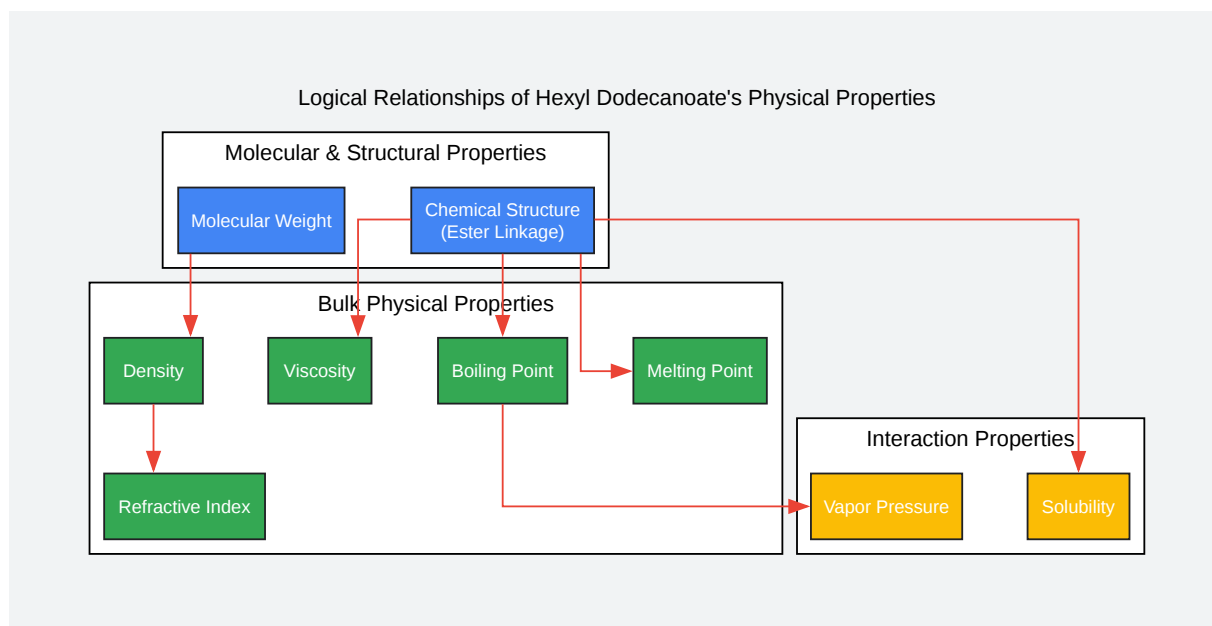 Logical Relationships of Hexyl Dodecanoate's Physical Properties
Molecular & Structural Properties
Molecular Weight
Chemical Structure
(Ester Linkage)
Bulk Physical Properties
Density
Viscosity
Boiling Point
Melting Point
Refractive Index
Interaction Properties
Vapor Pressure
Solubility